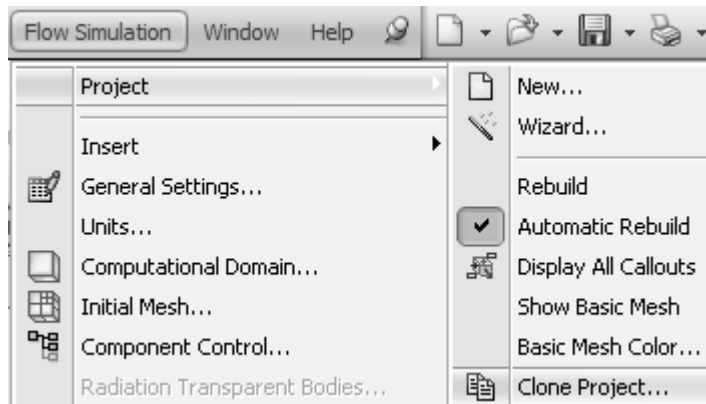 Flow Simulation Window Help
Project
Insert
General Settings...
Units...
Computational Domain...
Initial Mesh...
Component Control...
Radiation Transparent Bodies...
New...
Wizard...
Rebuild
Automatic Rebuild
Display All Callouts
Show Basic Mesh
Basic Mesh Color...
Clone Project...